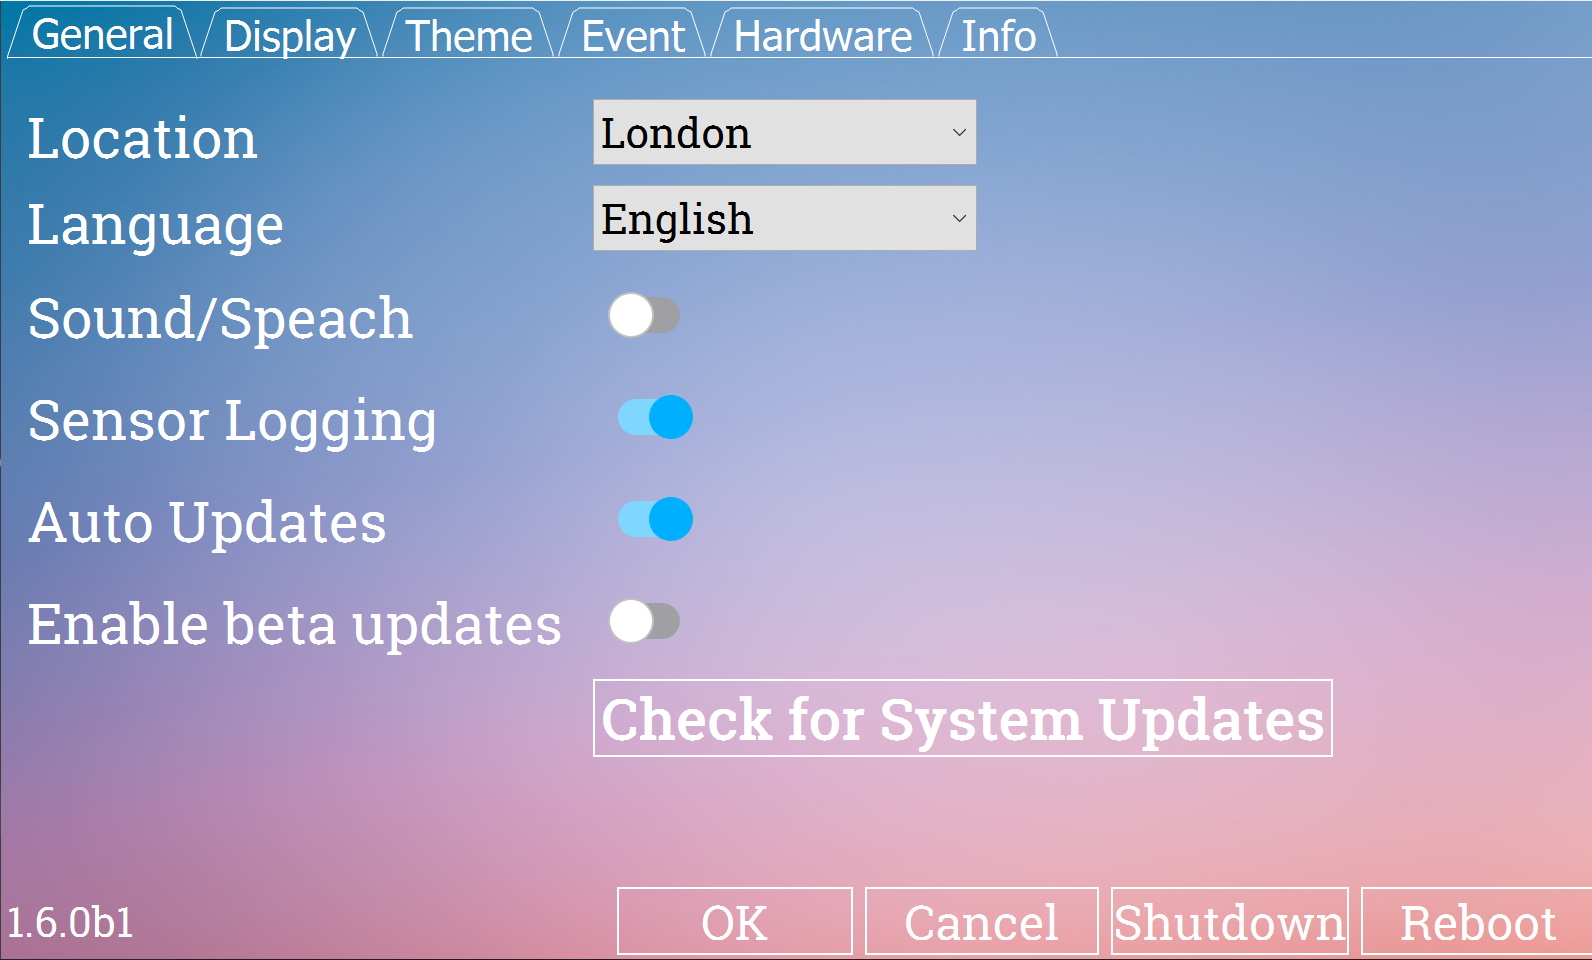 General Display Theme Event Hardware Info
Location London
Language English
Sound/Speach
Sensor Logging
Auto Updates
Enable beta updates
Check for System Updates
1.6.0b1 OK Cancel Shutdown Reboot